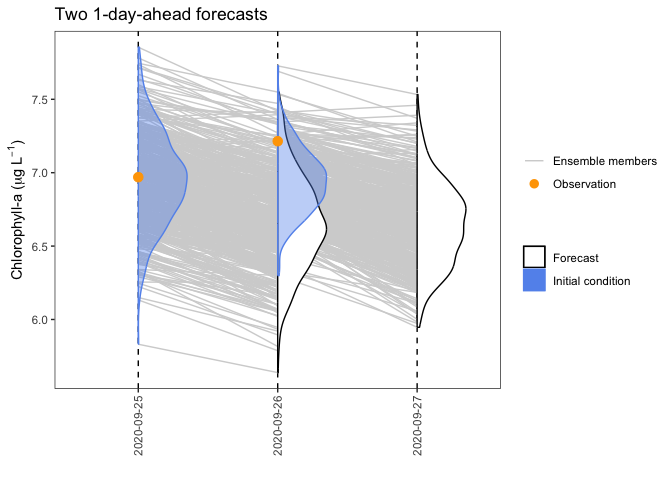 Two 1-day-ahead forecasts
Chlorophyll-a (μg L⁻¹)
7.5
7.0
6.5
6.0
2020-09-25
2020-09-26
2020-09-27
Ensemble members
Observation
Forecast
Initial condition